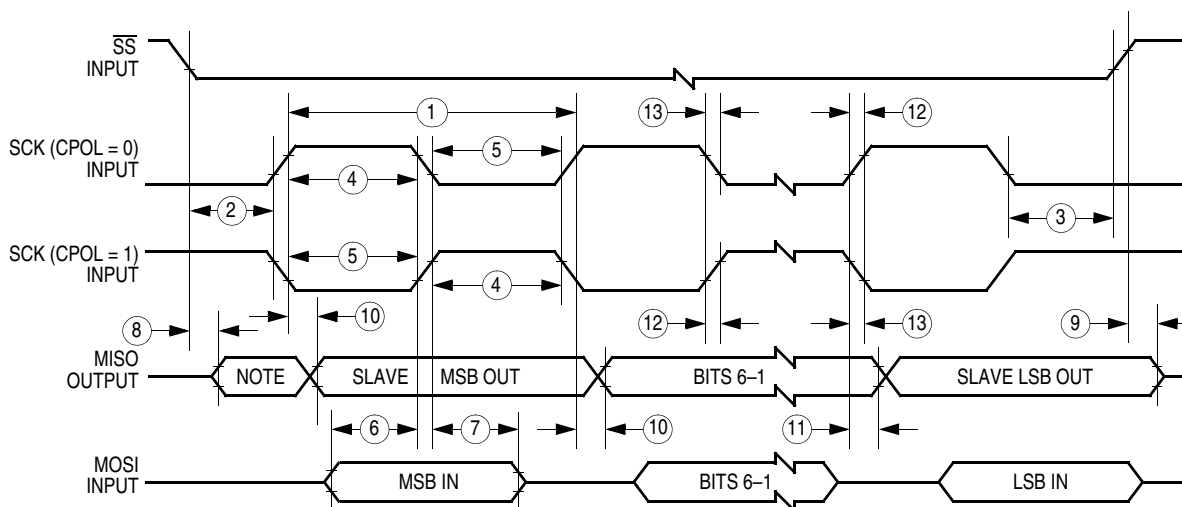 SS
INPUT
13
1
12
SCK (CPOL = 0)
INPUT
5
4
2
3
SCK (CPOL = 1)
INPUT
5
4
8
10
12
13
9
MISO
OUTPUT
NOTE
SLAVE MSB OUT
BITS 6–1
SLAVE LSB OUT
6
7
10
11
MOSI
INPUT
MSB IN
BITS 6–1
LSB IN